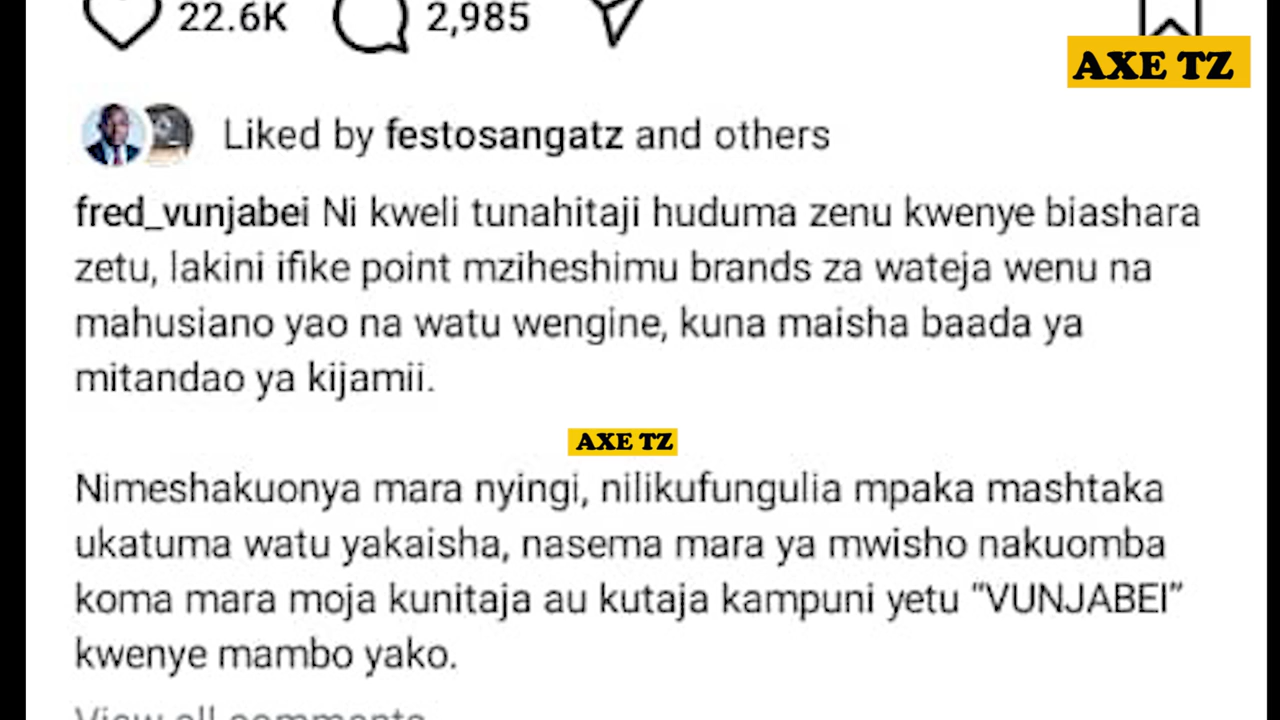 22.6K 2,985
AXE TZ
Liked by festosangatz and others
fred_vunjabei Ni kweli tunahitaji huduma zenu kwenye biashara
zetu, lakini ifike point mziheshimu brands za wateja wenu na
mahusiano yao na watu wengine, kuna maisha baada ya
mitandao ya kijamii.
AXE TZ
Nimeshakuonya mara nyingi, nilikufungulia mpaka mashtaka
ukatuma watu yakaisha, nasema mara ya mwisho nakuomba
koma mara moja kunitaja au kutaja kampuni yetu “VUNJABEI”
kwenye mambo yako.
View all comments